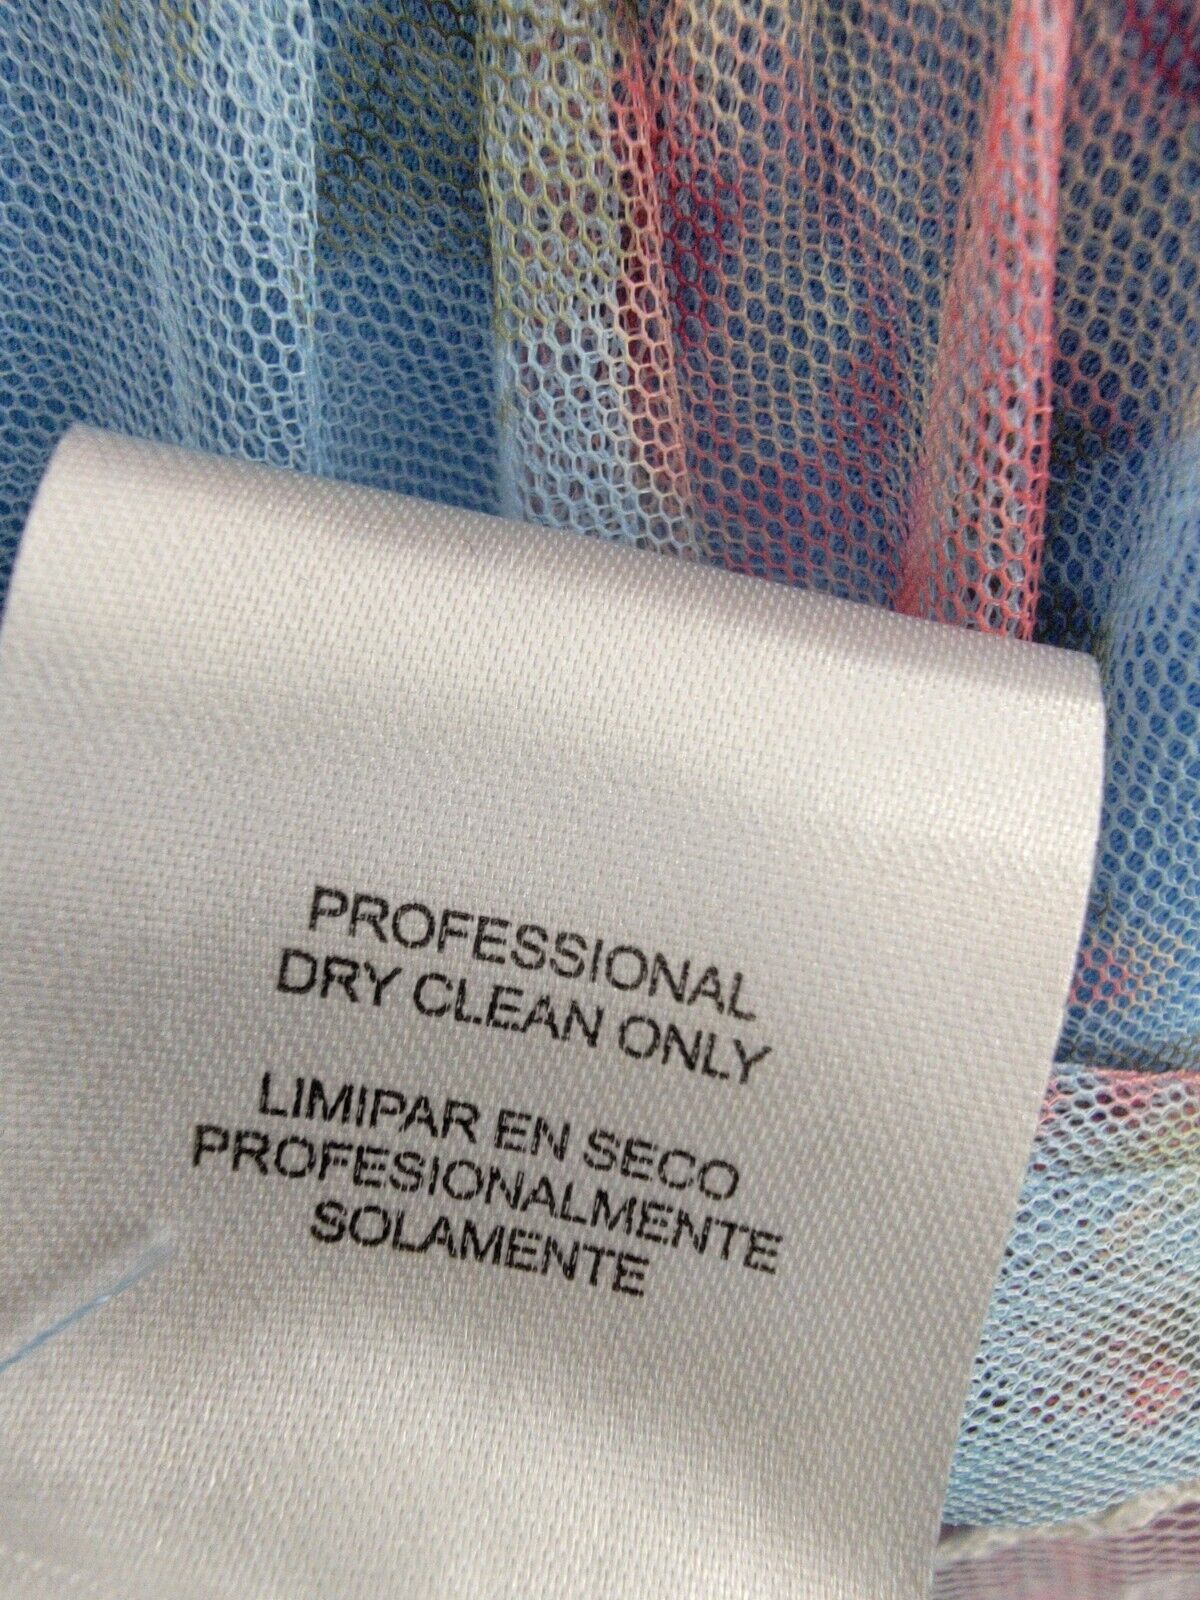 PROFESSIONAL
DRY CLEAN ONLY
LIMIPAR EN SECO
PROFESIONALMENTE
SOLAMENTE